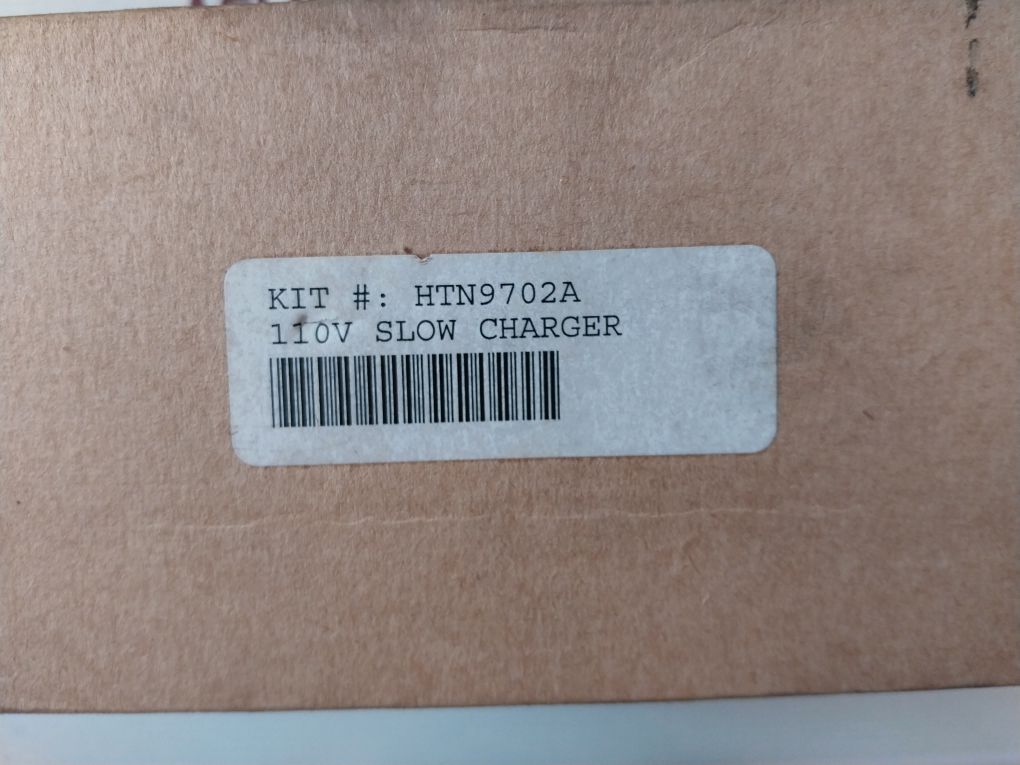 KIT #: HTN9702A
110V SLOW CHARGER